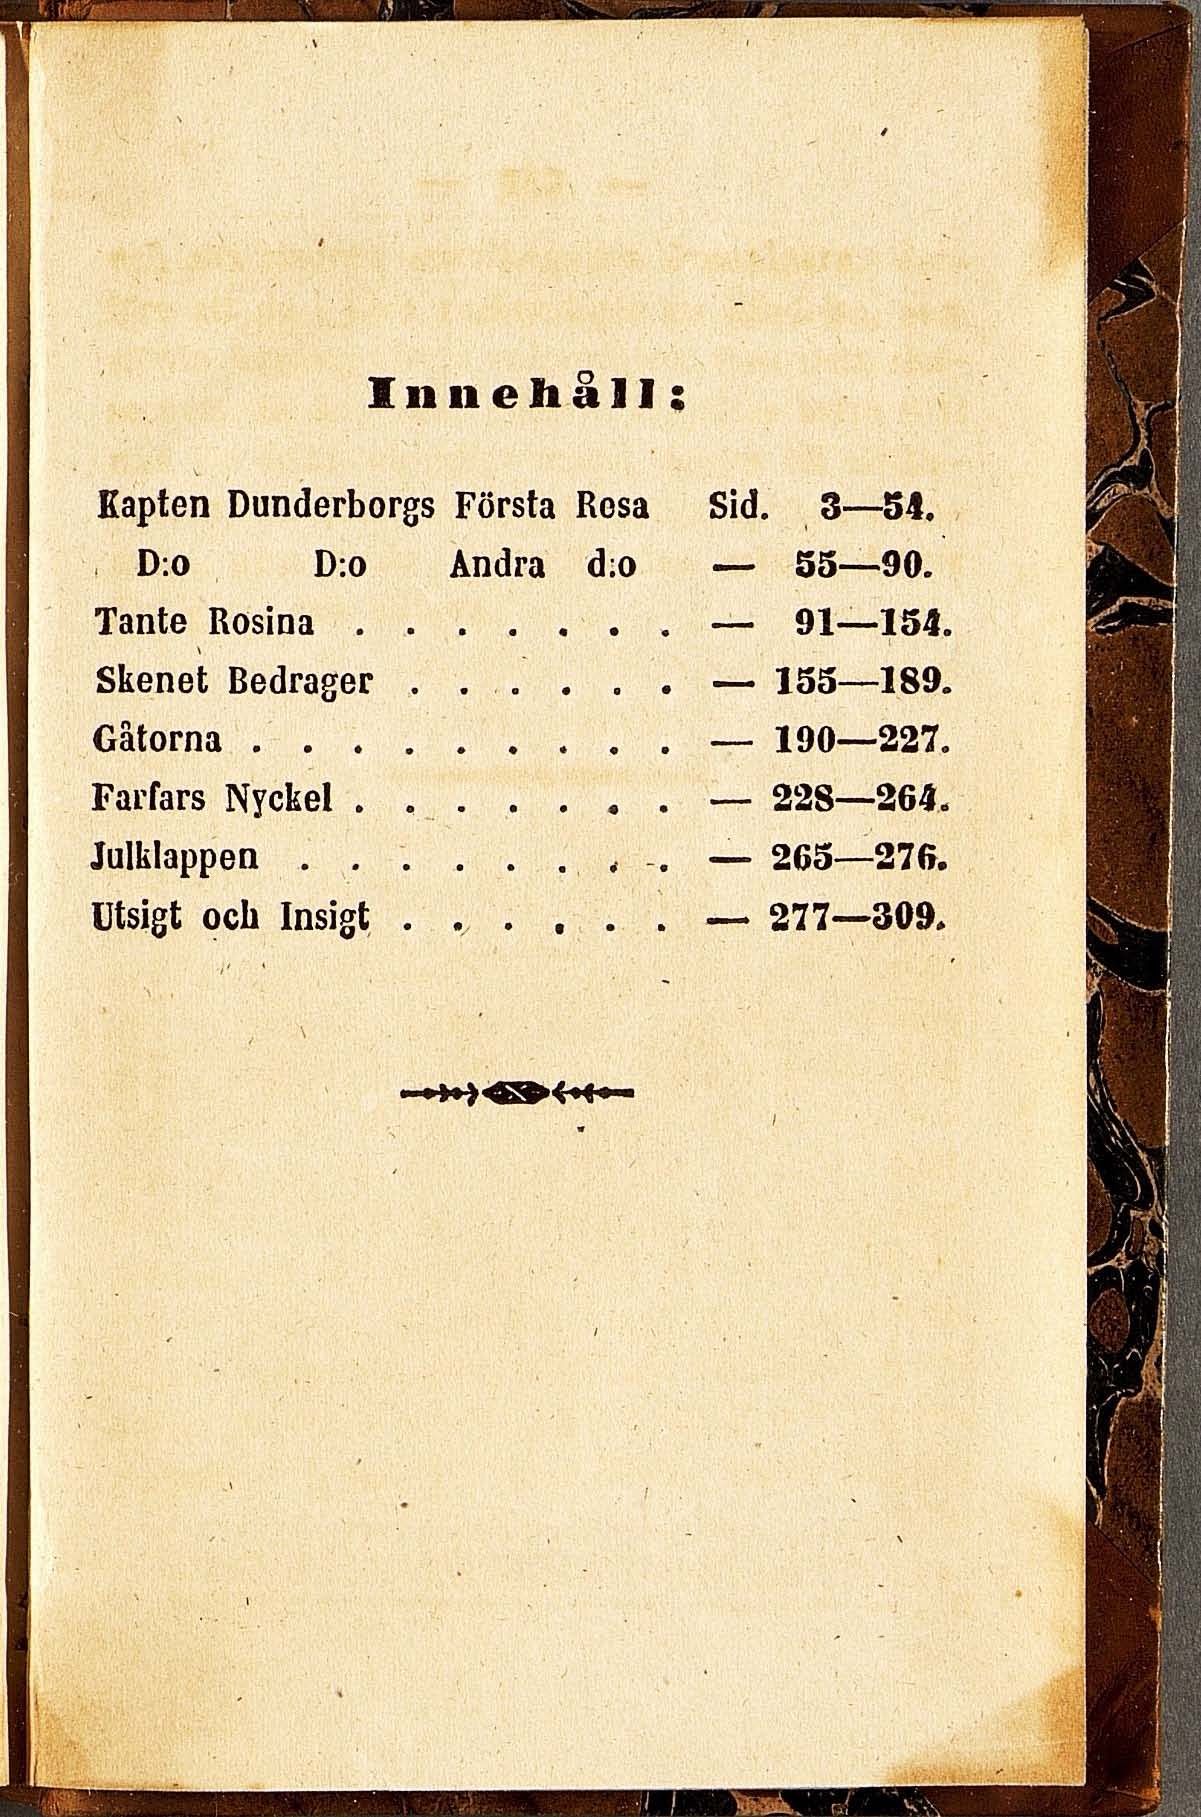 Innehåll:
Kapten Dunderborgs Första Resa Sid. 3—54.
D:o D:o Andra d:o — 55—90.
Tante Rosina . . . . . . . — 91—154.
Skenet Bedrager . . . . . . — 155—189.
Gåtorna . . . . . . . . . — 190—227.
Farfars Nyckel . . . . . . . — 228—264.
Julklappen . . . . . . . . — 265—276.
Utsigt och Insigt . . . . . . — 277—309.